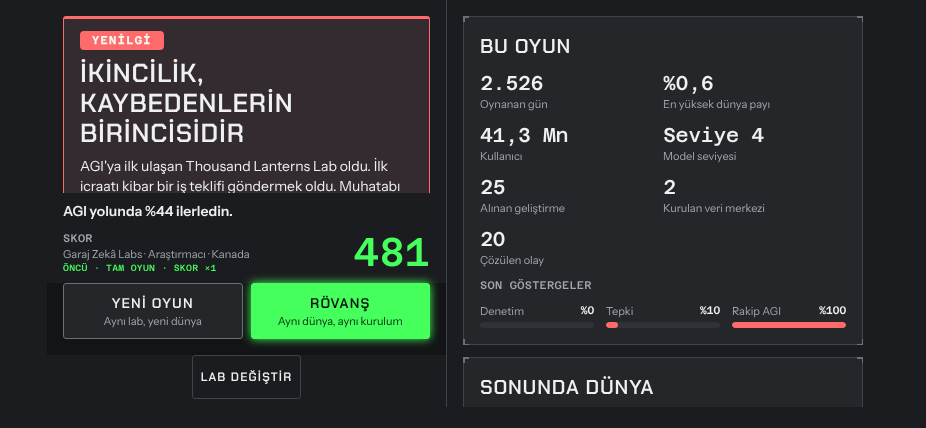 YENİLGİ
İKİNCİLİK,
KAYBEDENLERİN
BİRİNCİSİDİR
AGI'ya ilk ulaşan Thousand Lanterns Lab oldu. İlk
icraatı kibar bir iş teklifi göndermek oldu. Muhatabı
AGI yolunda %44 ilerledin.
SKOR
Garaj Zekâ Labs · Araştırmacı · Kanada
ÖNCÜ · TAM OYUN · SKOR ×1
481
YENİ OYUN
Aynı lab, yeni dünya
RÖVANŞ
Aynı dünya, aynı kurulum
LAB DEĞİŞTİR
BU OYUN
2.526
Oynanan gün
%0,6
En yüksek dünya payı
41,3 Mn
Kullanıcı
Seviye 4
Model seviyesi
25
Alınan geliştirme
2
Kurulan veri merkezi
20
Çözülen olay
SON GÖSTERGELER
Denetim %0
Tepki %10
Rakip AGI %100
SONUNDA DÜNYA